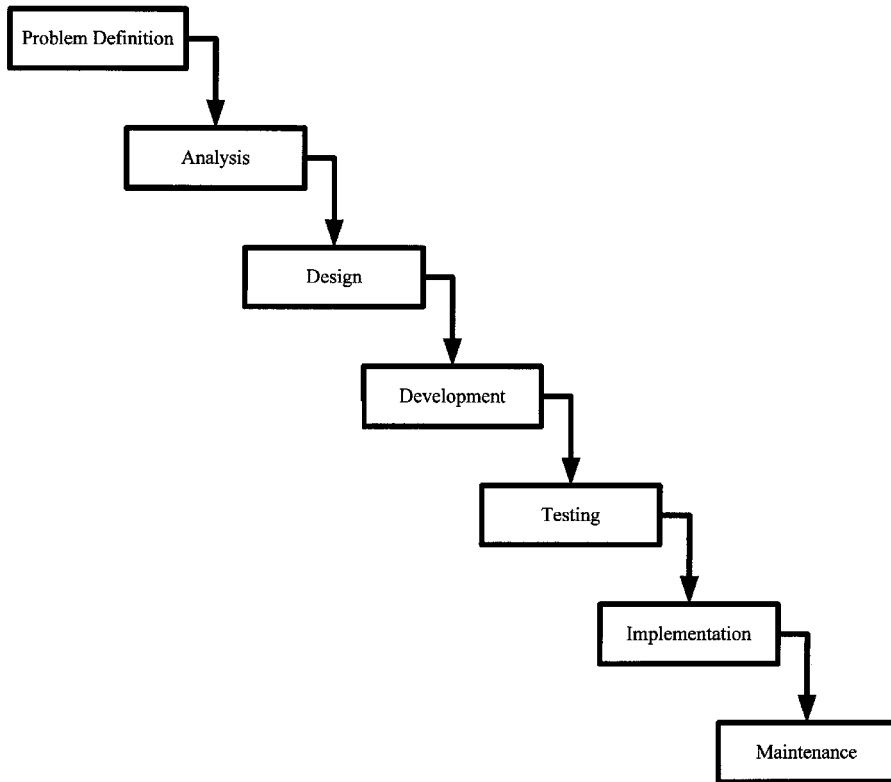 Problem Definition
Analysis
Design
Development
Testing
Implementation
Maintenance